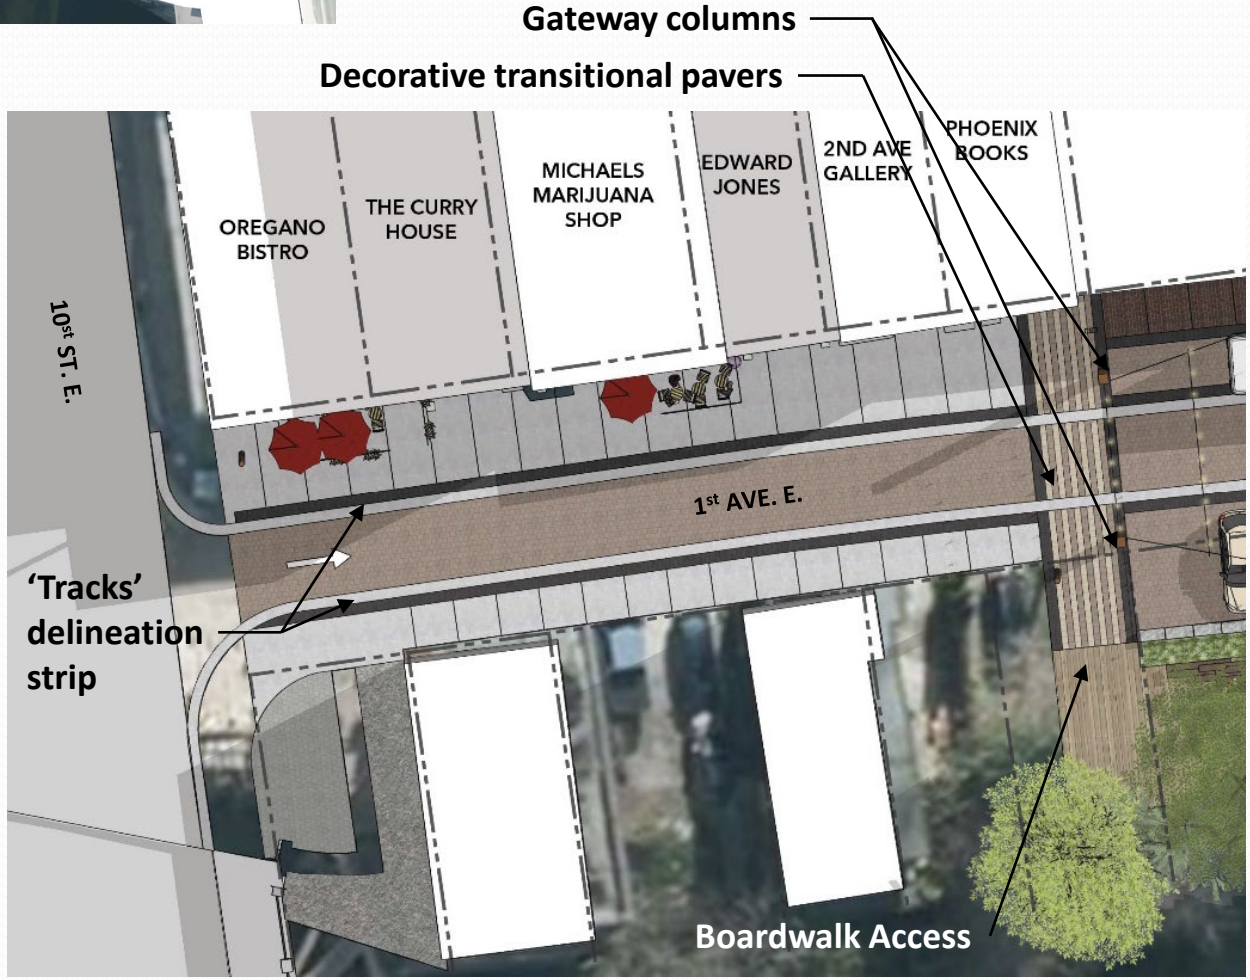 Gateway columns
Decorative transitional pavers
OREGANO
BISTRO
THE CURRY
HOUSE
MICHAELS
MARIJUANA
SHOP
EDWARD
JONES
2ND AVE
GALLERY
PHOENIX
BOOKS
10st ST. E.
1st AVE. E.
‘Tracks’
delineation
strip
Boardwalk Access